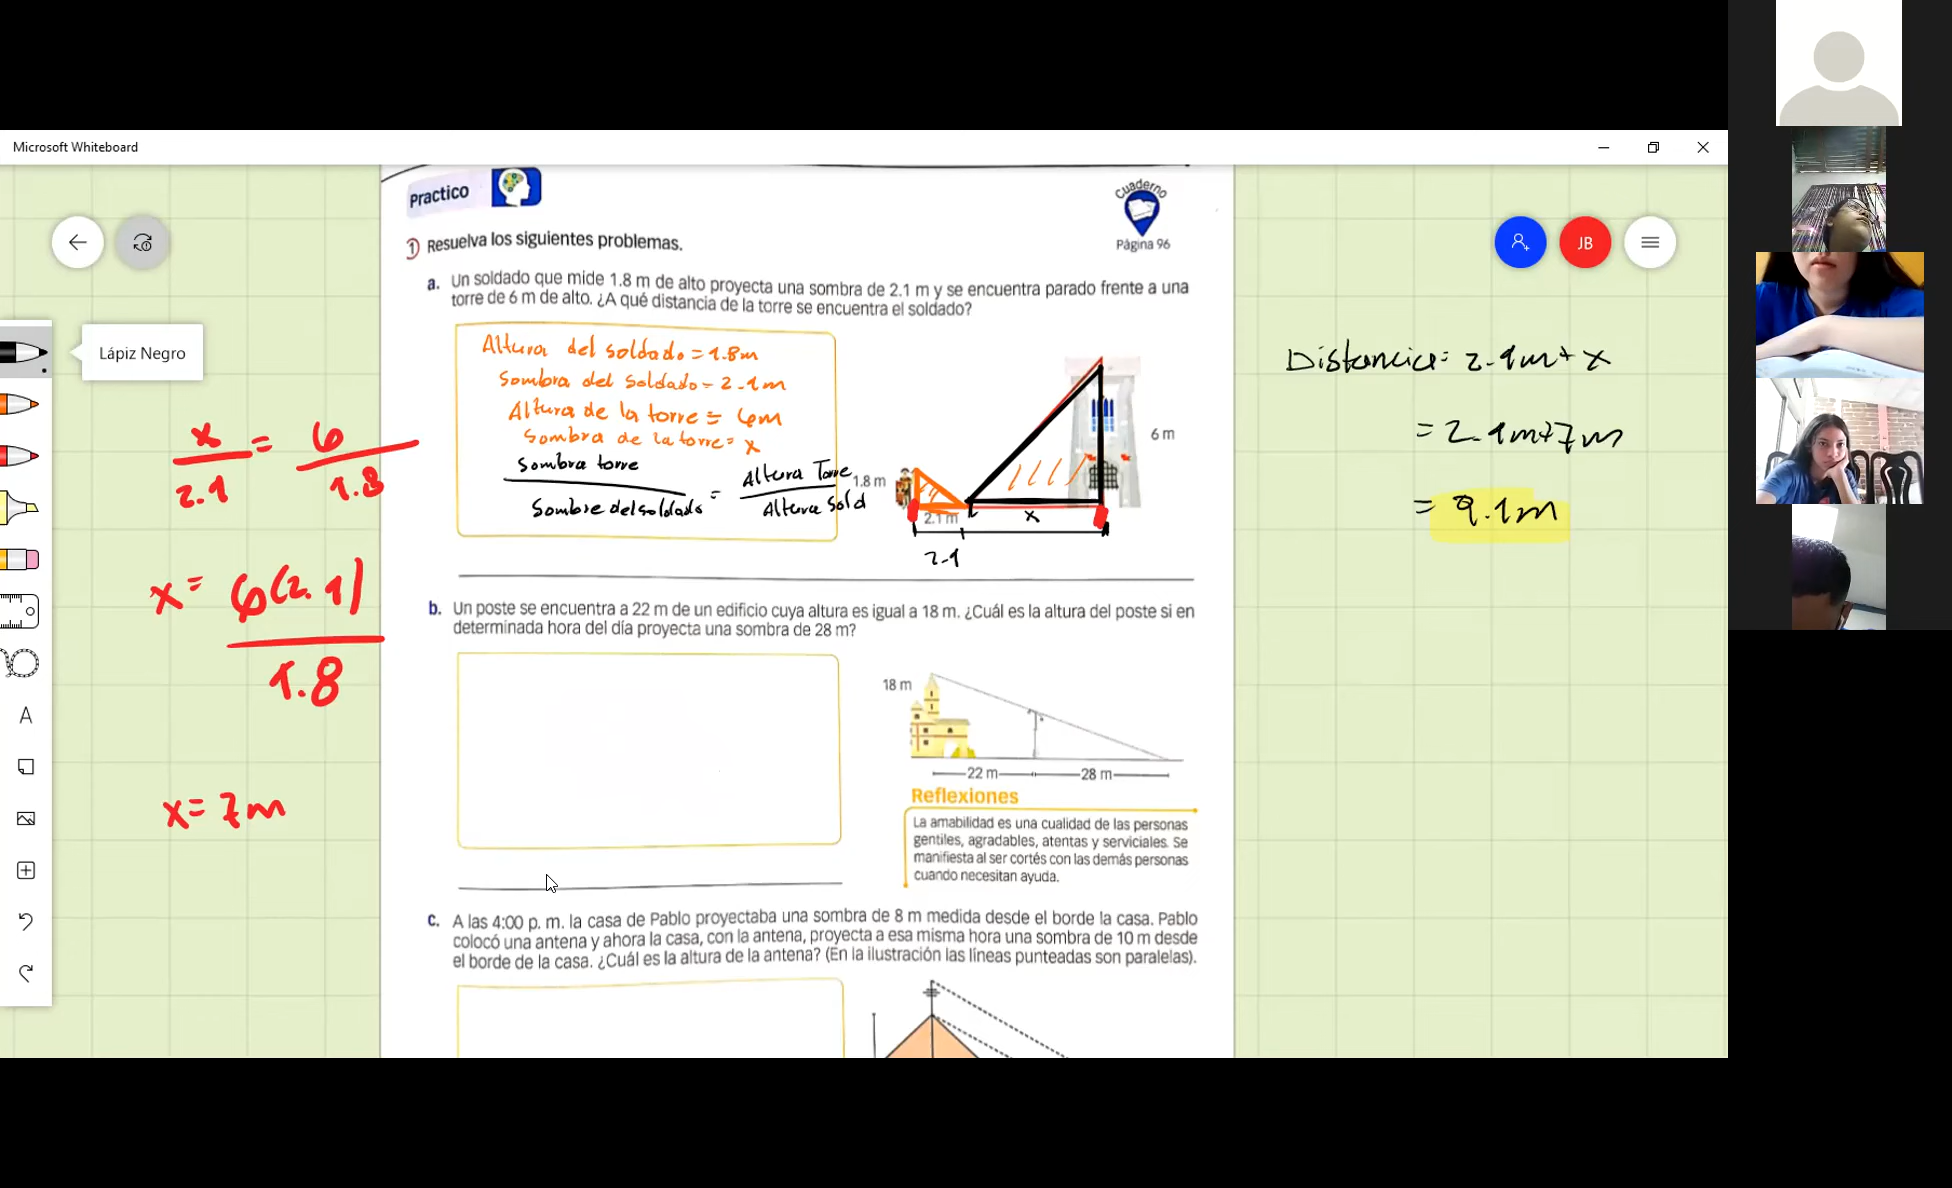 Microsoft Whiteboard
Practico
Cuaderno
Página 96
JB
1 Resuelva los siguientes problemas.
a. Un soldado que mide 1.8 m de alto proyecta una sombra de 2.1 m y se encuentra parado frente a una
torre de 6 m de alto. ¿A qué distancia de la torre se encuentra el soldado?
Lápiz Negro
Altura del soldado = 1.8m
Sombra del soldado = 2.1m
Altura de la torre = 6m
Sombra de la torre = x
Sombra torre
Sombra del soldado
=
Altura Torre
Altura Sold
1.8 m
2.1 m
x
6 m
2.1
x/2.1 = 6/1.8
x = 6(2.1)/1.8
x = 7m
Distancia = 2.1m + x
= 2.1m+7m
= 9.1m
b. Un poste se encuentra a 22 m de un edificio cuya altura es igual a 18 m. ¿Cuál es la altura del poste si en
determinada hora del día proyecta una sombra de 28 m?
18 m
22 m
28 m
Reflexiones
La amabilidad es una cualidad de las personas
gentiles, agradables, atentas y serviciales. Se
manifiesta al ser cortés con las demás personas
cuando necesitan ayuda.
c. A las 4:00 p. m. la casa de Pablo proyectaba una sombra de 8 m medida desde el borde la casa. Pablo
colocó una antena y ahora la casa, con la antena, proyecta a esa misma hora una sombra de 10 m desde
el borde de la casa. ¿Cuál es la altura de la antena? (En la ilustración las líneas punteadas son paralelas).
A